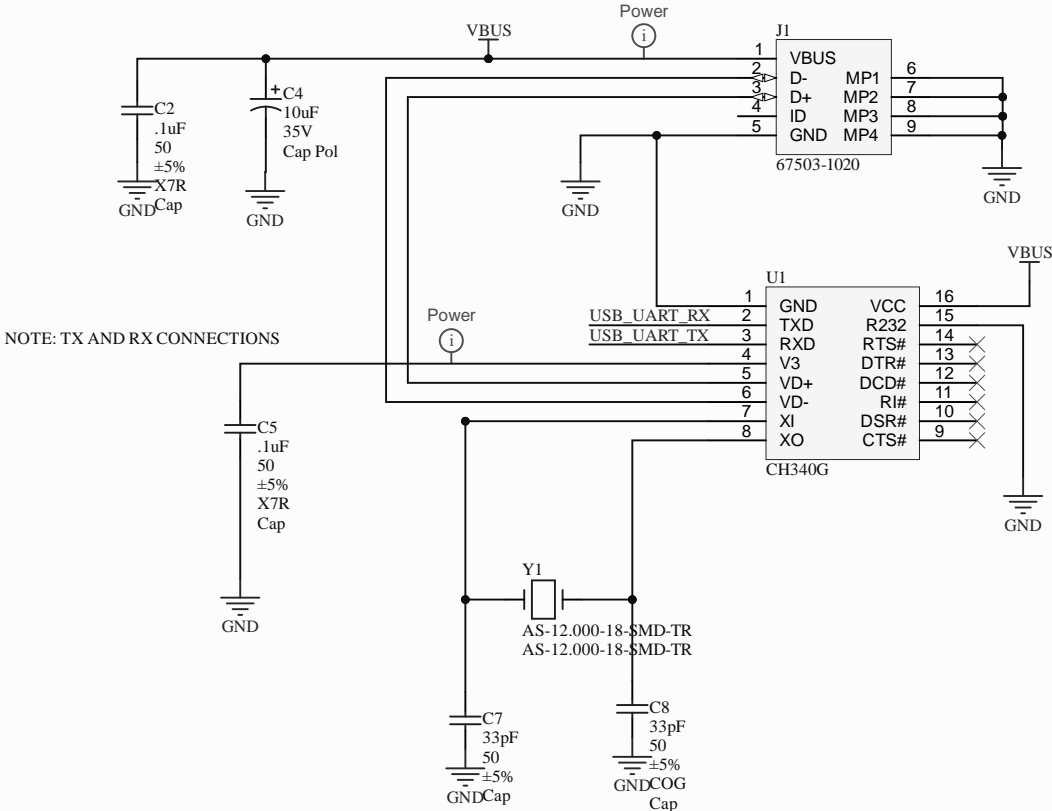 Power
VBUS
i
J1
1 VBUS
2 D- MP1 6
3 D+ MP2 7
4 ID MP3 8
5 GND MP4 9
67503-1020
+ C4
10uF
35V
Cap Pol
C2
.1uF
50
±5%
X7R
Cap
GND
GND
GND
GND
VBUS
U1
1 GND VCC 16
USB_UART_RX 2 TXD R232 15
USB_UART_TX 3 RXD RTS# 14
4 V3 DTR# 13
5 VD+ DCD# 12
6 VD- RI# 11
7 XI DSR# 10
8 XO CTS# 9
CH340G
GND
Power
i
NOTE: TX AND RX CONNECTIONS
C5
.1uF
50
±5%
X7R
Cap
GND
Y1
AS-12.000-18-SMD-TR
AS-12.000-18-SMD-TR
C7
33pF
50
±5%
Cap
GND
C8
33pF
50
±5%
COG
Cap
GND